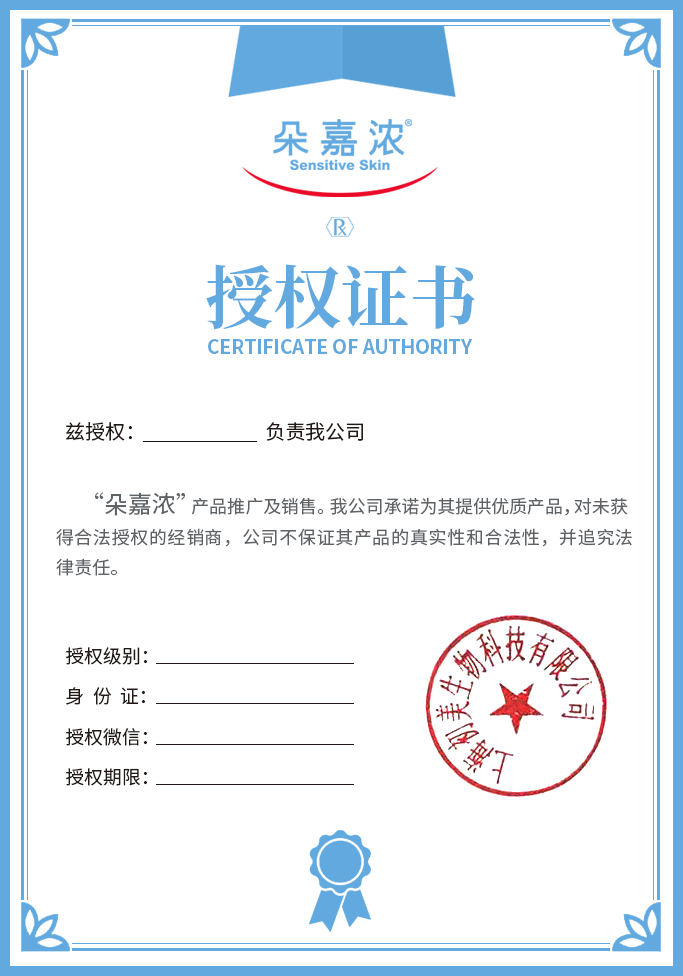 朵嘉浓®
Sensitive Skin
Rx
授权证书
CERTIFICATE OF AUTHORITY
兹授权：__________ 负责我公司
“朵嘉浓”产品推广及销售。我公司承诺为其提供优质产品，对未获
得合法授权的经销商，公司不保证其产品的真实性和合法性，并追究法
律责任。
授权级别：
身 份 证：
授权微信：
授权期限：
上海初美生物科技有限公司